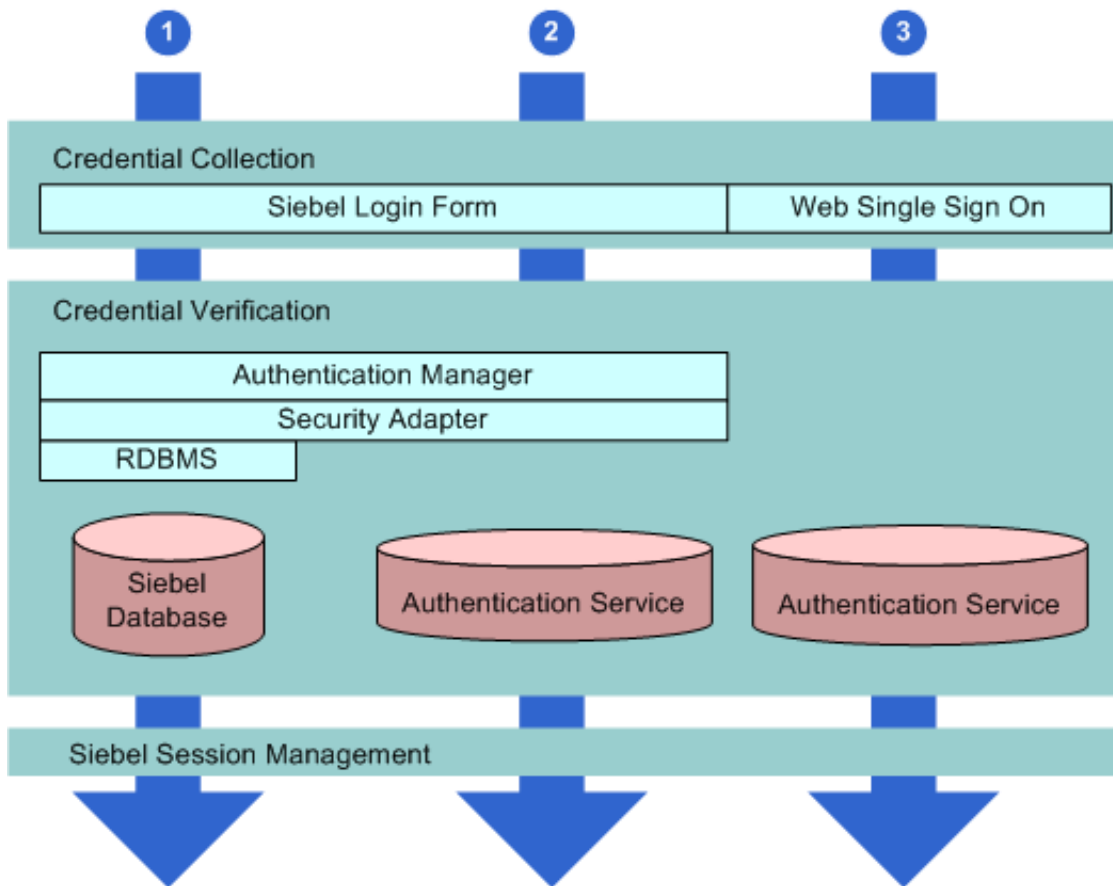 1
2
3
Credential Collection
Siebel Login Form
Web Single Sign On
Credential Verification
Authentication Manager
Security Adapter
RDBMS
Siebel
Database
Authentication Service
Authentication Service
Siebel Session Management